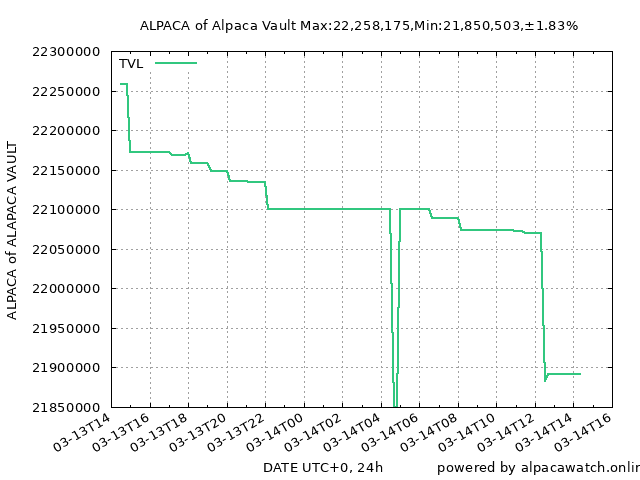 ALPACA of Alpaca Vault Max:22,258,175,Min:21,850,503,±1.83%
TVL
22300000
22250000
22200000
22150000
22100000
22050000
22000000
21950000
21900000
21850000
ALPACA of ALAPACA VAULT
03-13T14
03-13T16
03-13T18
03-13T20
03-13T22
03-14T00
03-14T02
03-14T04
03-14T06
03-14T08
03-14T10
03-14T12
03-14T14
03-14T16
DATE UTC+0, 24h
powered by alpacawatch.onlin